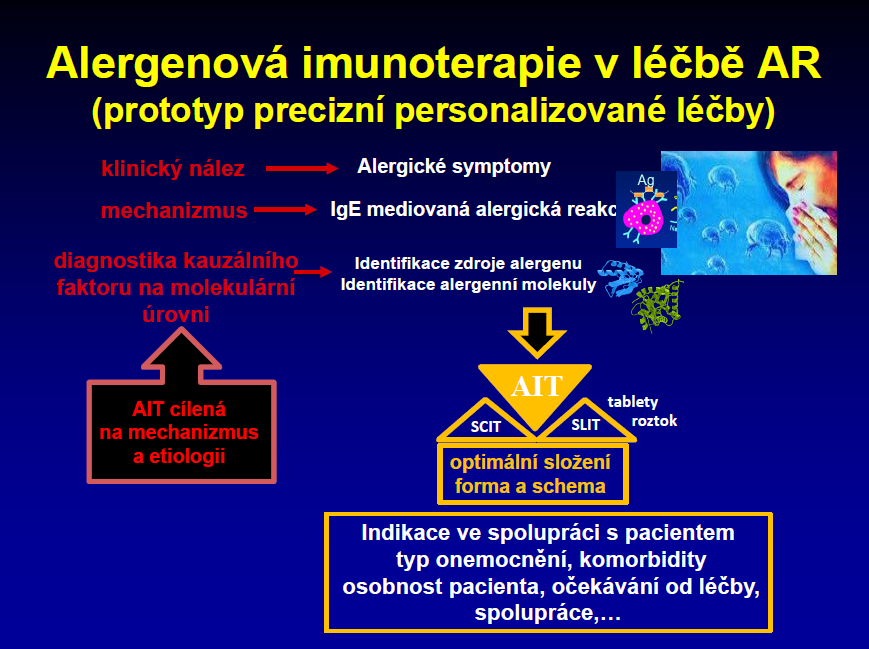 Alergenová imunoterapie v léčbě AR
(prototyp precizní personalizované léčby)
klinický nález
Alergické symptomy
mechanizmus
IgE mediovaná alergická reakc
Ag
diagnostika kauzálního
faktoru na molekulární
úrovni
Identifikace zdroje alergenu
Identifikace alergenní molekuly
AIT cílená
na mechanizmus
a etiologii
AIT
SCIT
SLIT
tablety
roztok
optimální složení
forma a schema
Indikace ve spolupráci s pacientem
typ onemocnění, komorbidity
osobnost pacienta, očekávání od léčby,
spolupráce,…